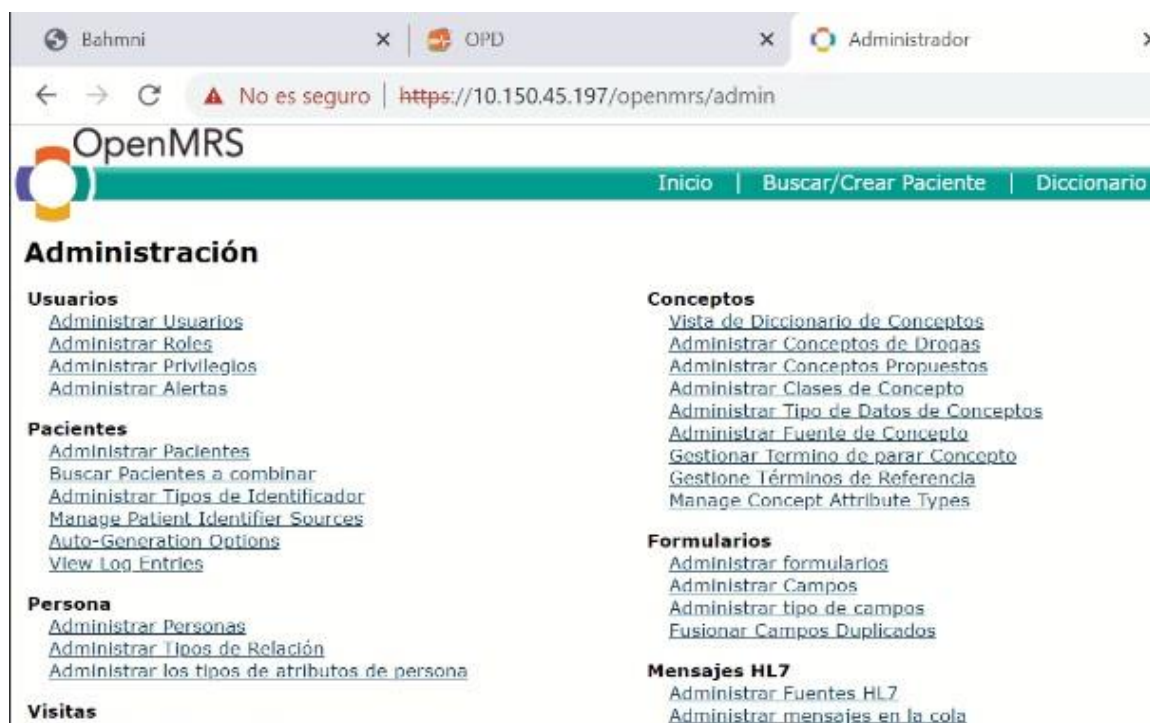 Bahmni
OPD
Administrador
No es seguro | https://10.150.45.197/openmrs/admin
OpenMRS
Inicio | Buscar/Crear Paciente | Diccionario
Administración
Usuarios
Administrar Usuarios
Administrar Roles
Administrar Privilegios
Administrar Alertas
Pacientes
Administrar Pacientes
Buscar Pacientes a combinar
Administrar Tipos de Identificador
Manage Patient Identifier Sources
Auto-Generation Options
View Log Entries
Persona
Administrar Personas
Administrar Tipos de Relación
Administrar los tipos de atributos de persona
Visitas
Conceptos
Vista de Diccionario de Conceptos
Administrar Conceptos de Drogas
Administrar Conceptos Propuestos
Administrar Clases de Concepto
Administrar Tipo de Datos de Conceptos
Administrar Fuente de Concepto
Gestionar Termino de parar Concepto
Gestione Términos de Referencia
Manage Concept Attribute Types
Formularios
Administrar formularios
Administrar Campos
Administrar tipo de campos
Fusionar Campos Duplicados
Mensajes HL7
Administrar Fuentes HL7
Administrar mensajes en la cola